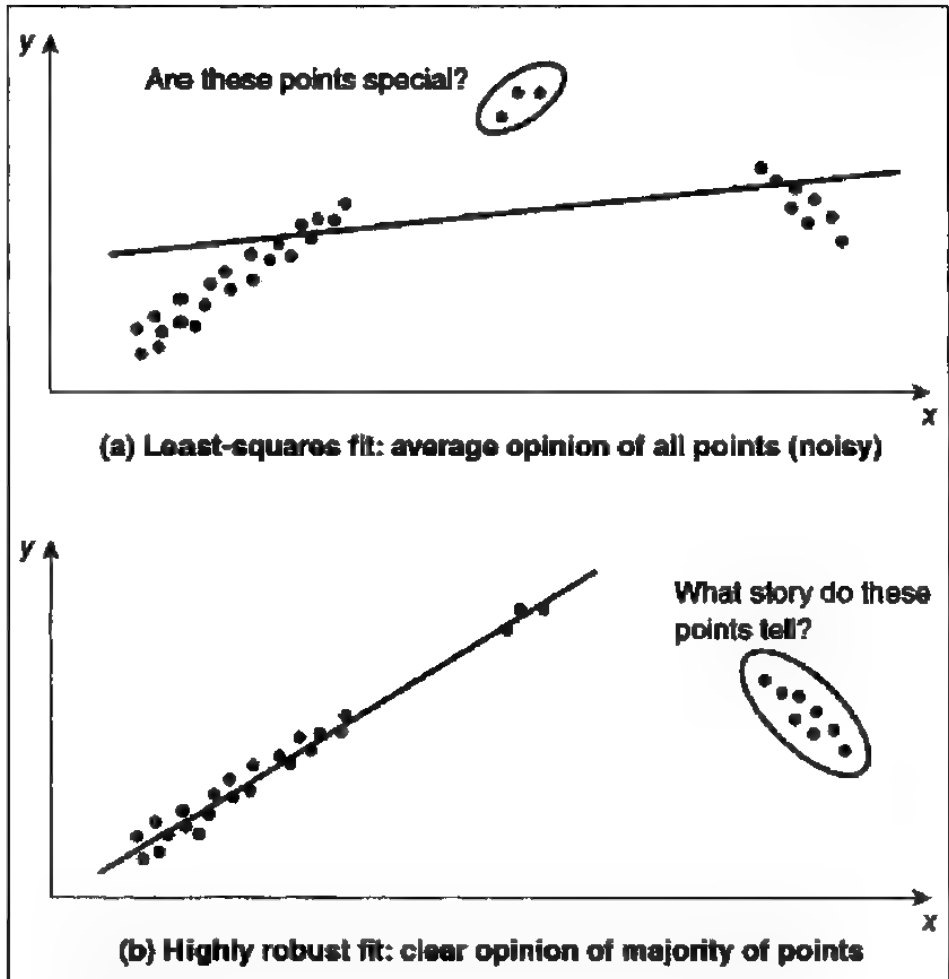 y
Are these points special?
x
(a) Least-squares fit: average opinion of all points (noisy)
y
What story do these
points tell?
x
(b) Highly robust fit: clear opinion of majority of points